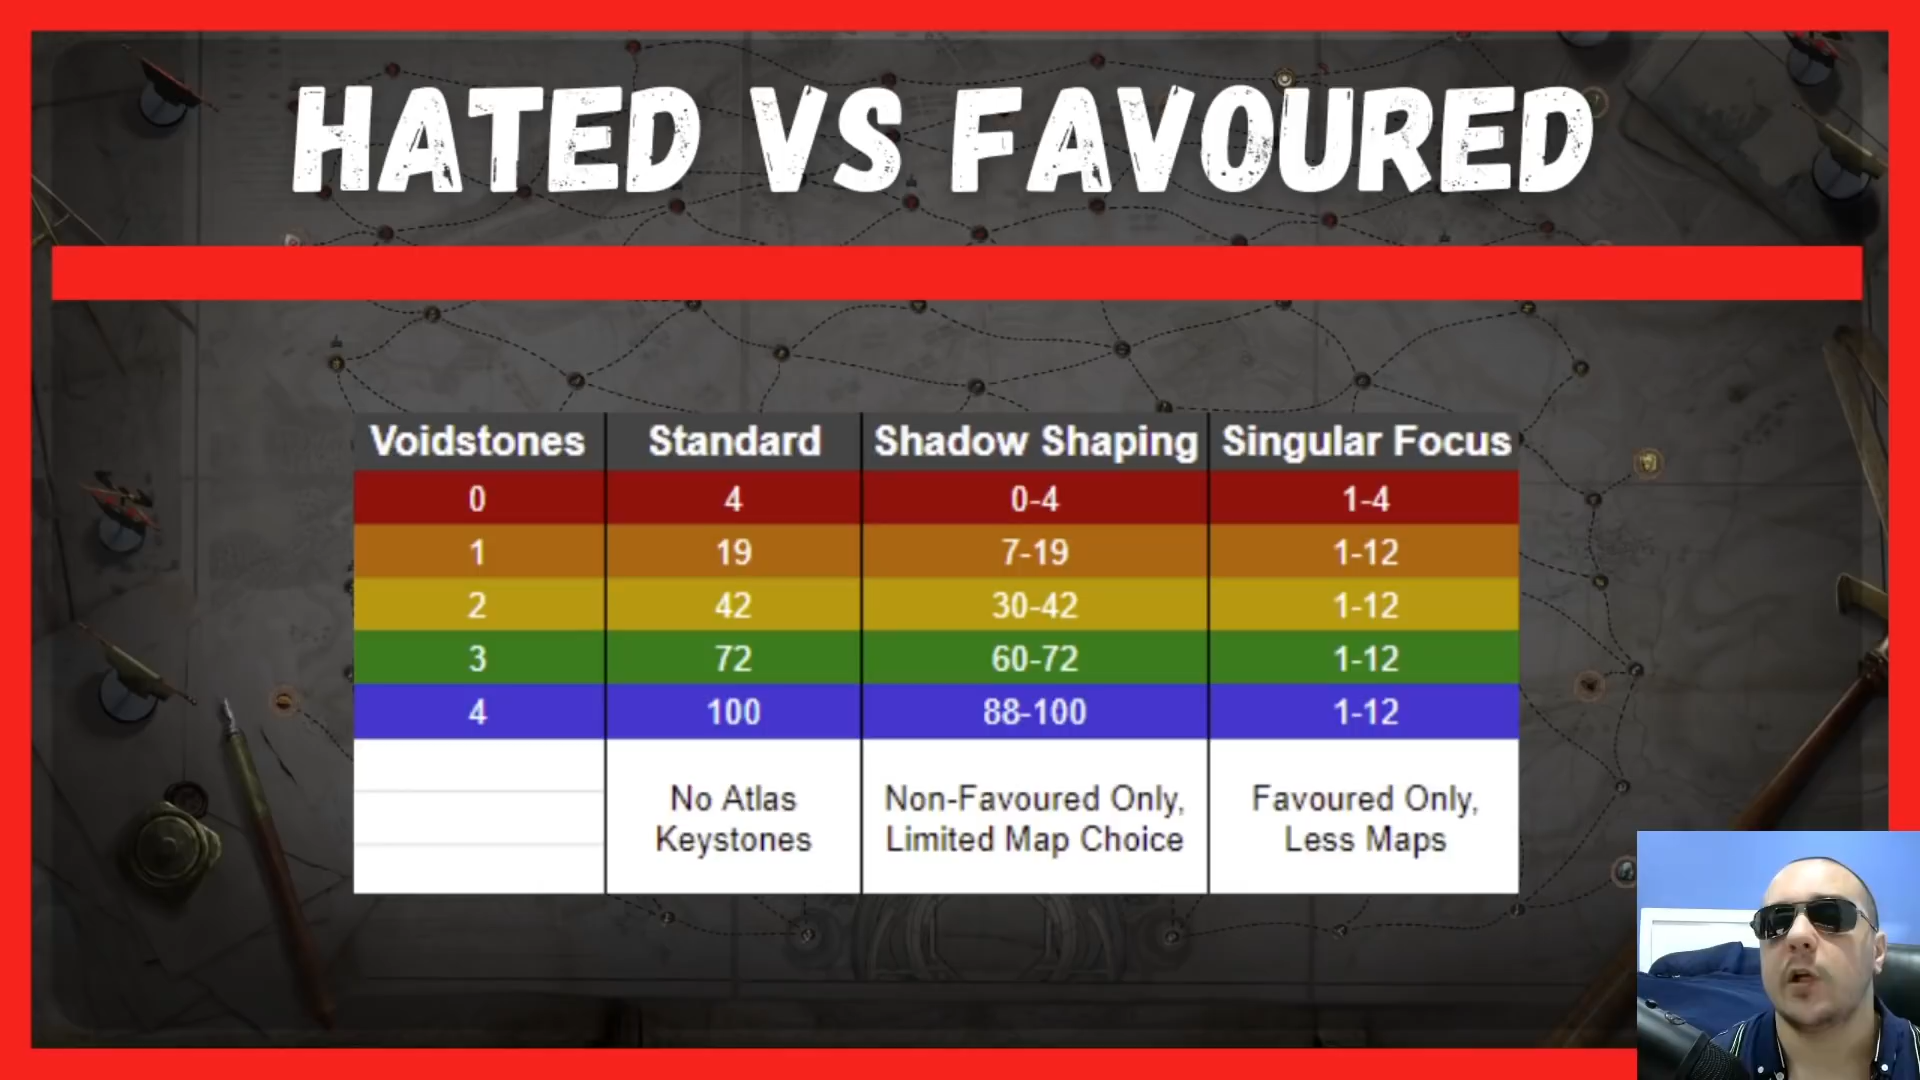 HATED VS FAVOURED
Voidstones Standard Shadow Shaping Singular Focus
0 4 0-4 1-4
1 19 7-19 1-12
2 42 30-42 1-12
3 72 60-72 1-12
4 100 88-100 1-12
No Atlas Non-Favoured Only, Favoured Only,
Keystones Limited Map Choice Less Maps